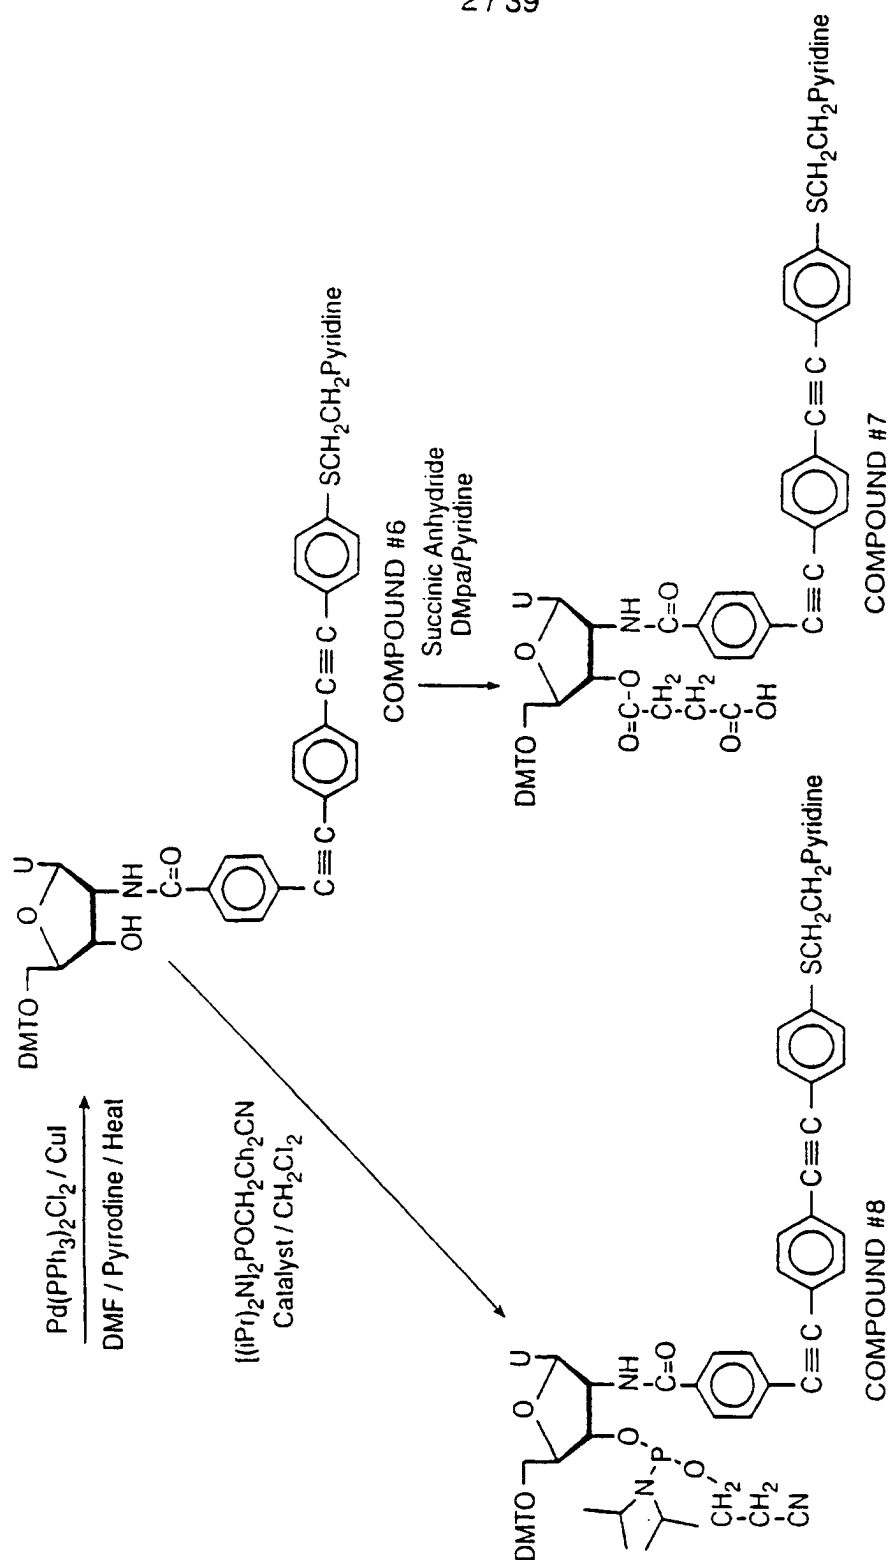 2 / 39
Pd(PPh3)2Cl2 / CuI
DMF / Pyrrodine / Heat
DMTO
O
U
OH
NH
C=O
C≡C
C≡C
SCH2CH2Pyridine
COMPOUND #6
[(iPr)2N]2POCH2Ch2CN
Catalyst / CH2Cl2
Succinic Anhydride
DMpa/Pyridine
DMTO
O
U
O
P
N
O
CH2
CH2
CN
NH
C=O
C≡C
C≡C
SCH2CH2Pyridine
COMPOUND #8
DMTO
O
U
O
O=C
CH2
CH2
O=C
OH
NH
C=O
C≡C
C≡C
SCH2CH2Pyridine
COMPOUND #7